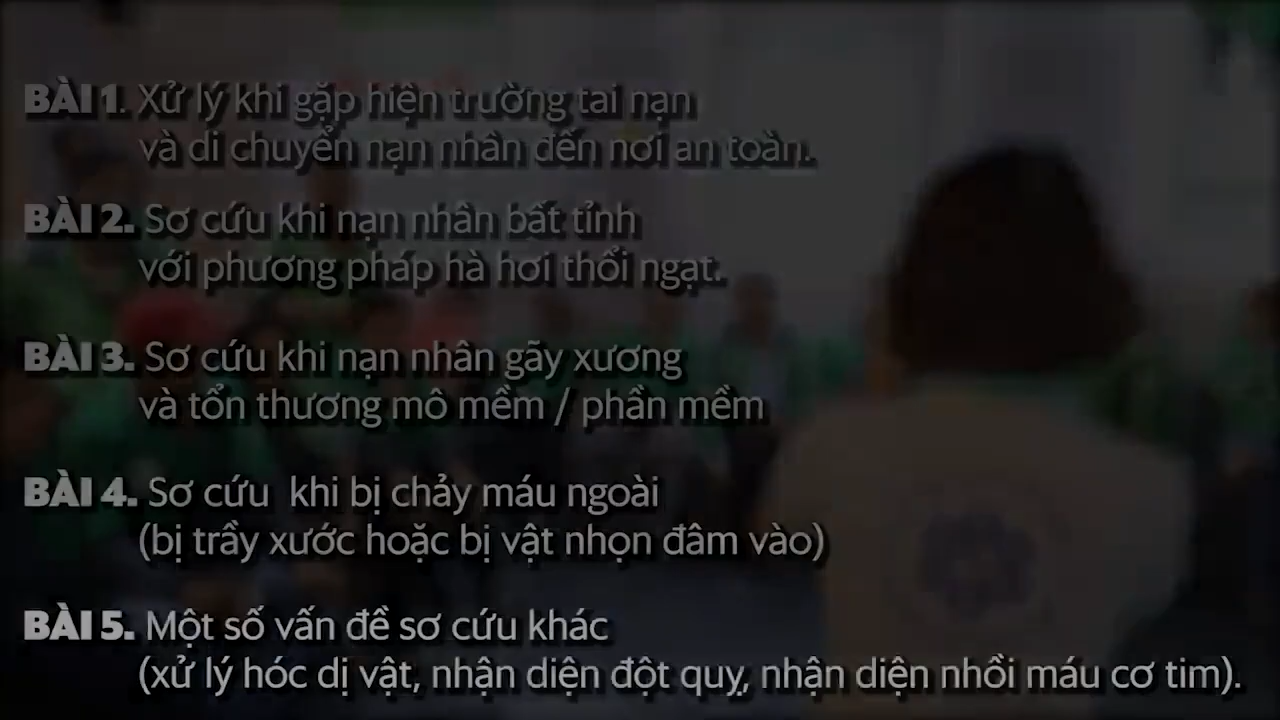 BÀI 1. Xử lý khi gặp hiện trường tai nạn
và di chuyển nạn nhân đến nơi an toàn.
BÀI 2. Sơ cứu khi nạn nhân bất tỉnh
với phương pháp hà hơi thổi ngạt.
BÀI 3. Sơ cứu khi nạn nhân gãy xương
và tổn thương mô mềm / phần mềm
BÀI 4. Sơ cứu khi bị chảy máu ngoài
(bị trầy xước hoặc bị vật nhọn đâm vào)
BÀI 5. Một số vấn đề sơ cứu khác
(xử lý hóc dị vật, nhận diện đột quỵ, nhận diện nhồi máu cơ tim).